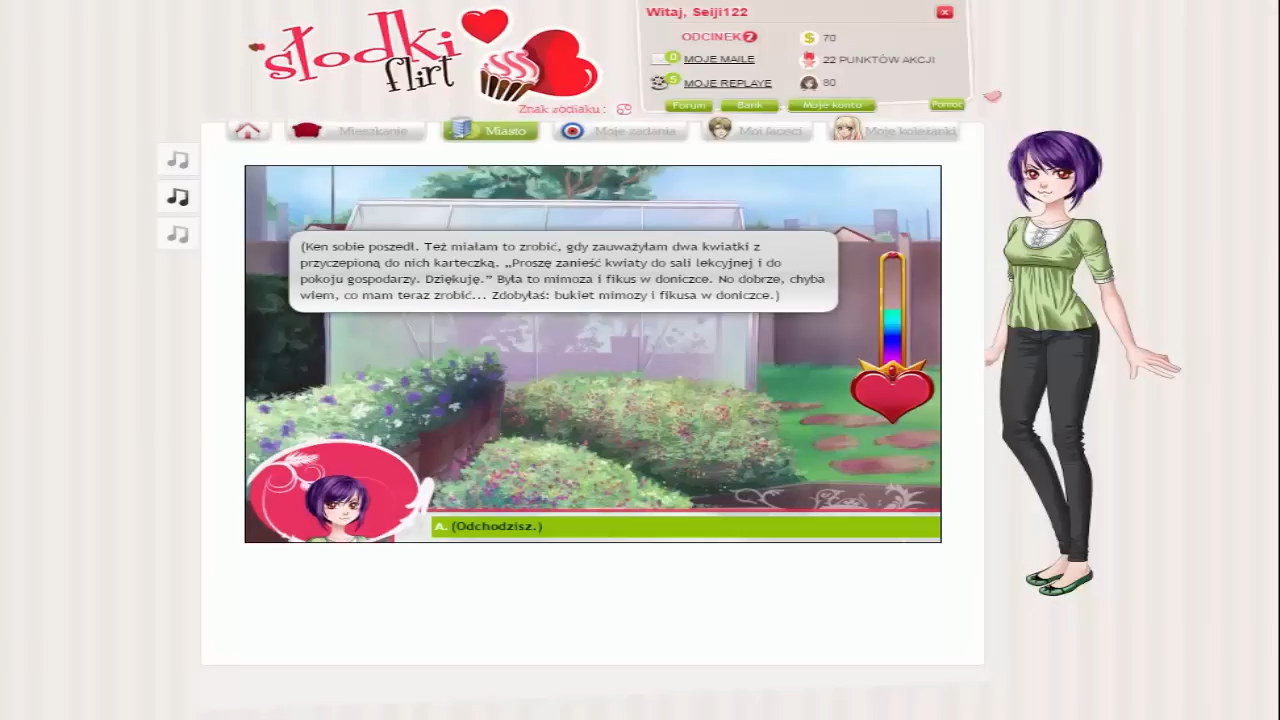 słodki
flirt
Witaj, Seiji122
ODCINEK 2
70
0 MOJE MAILE
22 PUNKTÓW AKCJI
5 MOJE REPLAYE
80
Forum Bank Moje konto Pomoc
Znak zodiaku :
Mieszkanie Miasto Moje zadania Moi faceci Moje koleżanki
(Ken sobie poszedł. Też miałam to zrobić, gdy zauważyłam dwa kwiatki z
przyczepioną do nich karteczką. „Proszę zanieść kwiaty do sali lekcyjnej i do
pokoju gospodarzy. Dziękuję.” Była to mimoza i fikus w doniczce. No dobrze, chyba
wiem, co mam teraz zrobić... Zdobyłaś: bukiet mimozy i fikusa w doniczce.)
A. (Odchodzisz.)